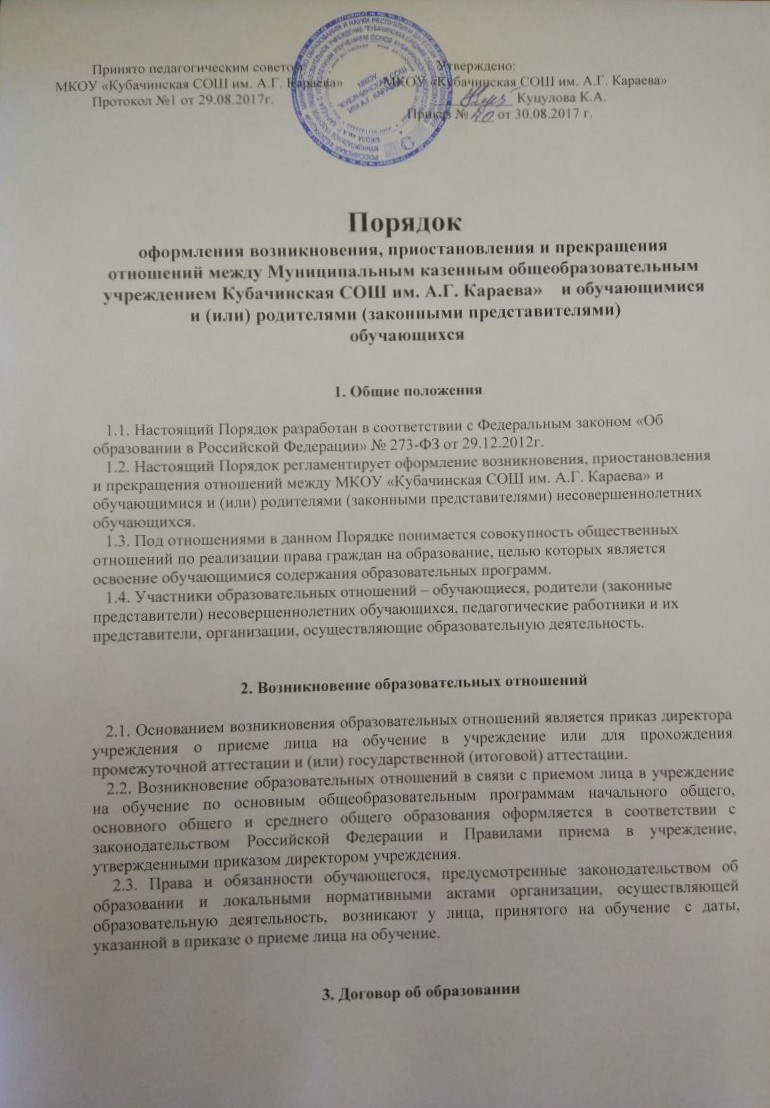 Принято педагогическим советом: Утверждено:
МКОУ «Кубачинская СОШ им. А.Г. Караева» МКОУ «Кубачинская СОШ им. А.Г. Караева»
Протокол №1 от 29.08.2017г. Куцулова К.А.
Приказ № от 30.08.2017 г.
Порядок
оформления возникновения, приостановления и прекращения
отношений между Муниципальным казенным общеобразовательным
учреждением Кубачинская СОШ им. А.Г. Караева» и обучающимися
и (или) родителями (законными представителями)
обучающихся
1. Общие положения
1.1. Настоящий Порядок разработан в соответствии с Федеральным законом «Об
образовании в Российской Федерации» № 273-ФЗ от 29.12.2012г.
1.2. Настоящий Порядок регламентирует оформление возникновения, приостановления
и прекращения отношений между МКОУ «Кубачинская СОШ им. А.Г. Караева» и
обучающимися и (или) родителями (законными представителями) несовершеннолетних
обучающихся.
1.3. Под отношениями в данном Порядке понимается совокупность общественных
отношений по реализации права граждан на образование, целью которых является
освоение обучающимися содержания образовательных программ.
1.4. Участники образовательных отношений – обучающиеся, родители (законные
представители) несовершеннолетних обучающихся, педагогические работники и их
представители, организации, осуществляющие образовательную деятельность.
2. Возникновение образовательных отношений
2.1. Основанием возникновения образовательных отношений является приказ директора
учреждения о приеме лица на обучение в учреждение или для прохождения
промежуточной аттестации и (или) государственной (итоговой) аттестации.
2.2. Возникновение образовательных отношений в связи с приемом лица в учреждение
на обучение по основным общеобразовательным программам начального общего,
основного общего и среднего общего образования оформляется в соответствии с
законодательством Российской Федерации и Правилами приема в учреждение,
утвержденными приказом директором учреждения.
2.3. Права и обязанности обучающегося, предусмотренные законодательством об
образовании и локальными нормативными актами организации, осуществляющей
образовательную деятельность, возникают у лица, принятого на обучение с даты,
указанной в приказе о приеме лица на обучение.
3. Договор об образовании